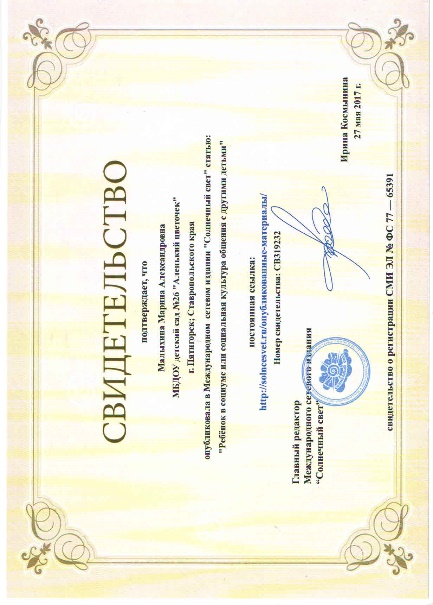 СВИДЕТЕЛЬСТВО
подтверждает, что
Малыхина Марина Александровна
МБДОУ детский сад №26 "Аленький цветочек"
г. Пятигорск; Ставропольского края
опубликовала в Международном сетевом издании "Солнечный свет" статью:
"Ребёнок в социуме или социальная культура общения с другими детьми"
постоянная ссылка:
http://solncesvet.ru/опубликованные-материалы/
Номер свидетельства: СВ319232
Главный редактор
Международного сетевого издания
"Солнечный свет"
Ирина Космынина
27 мая 2017 г.
свидетельство о регистрации СМИ ЭЛ № ФС 77 — 65391